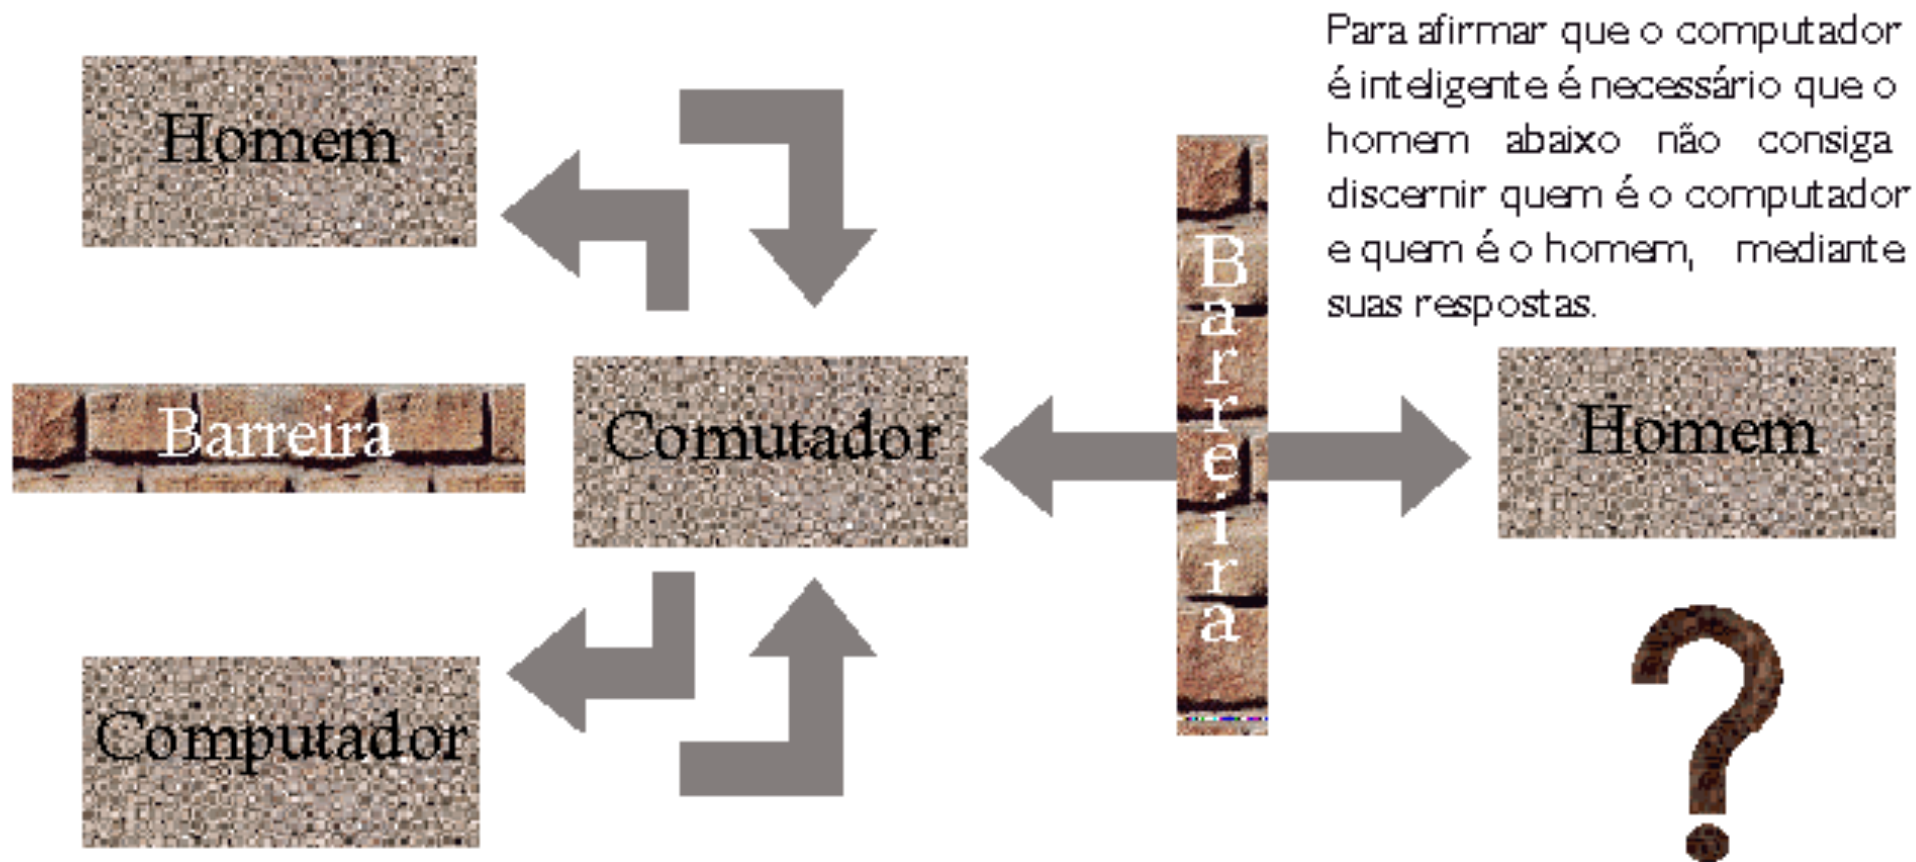 Para afirmar que o computador
é inteligente é necessário que o
homem abaixo não consiga
discernir quem é o computador
e quem é o homem, mediante
suas respostas.
Homem
Barreira
Comutador
Barreira
Homem
Computador
?